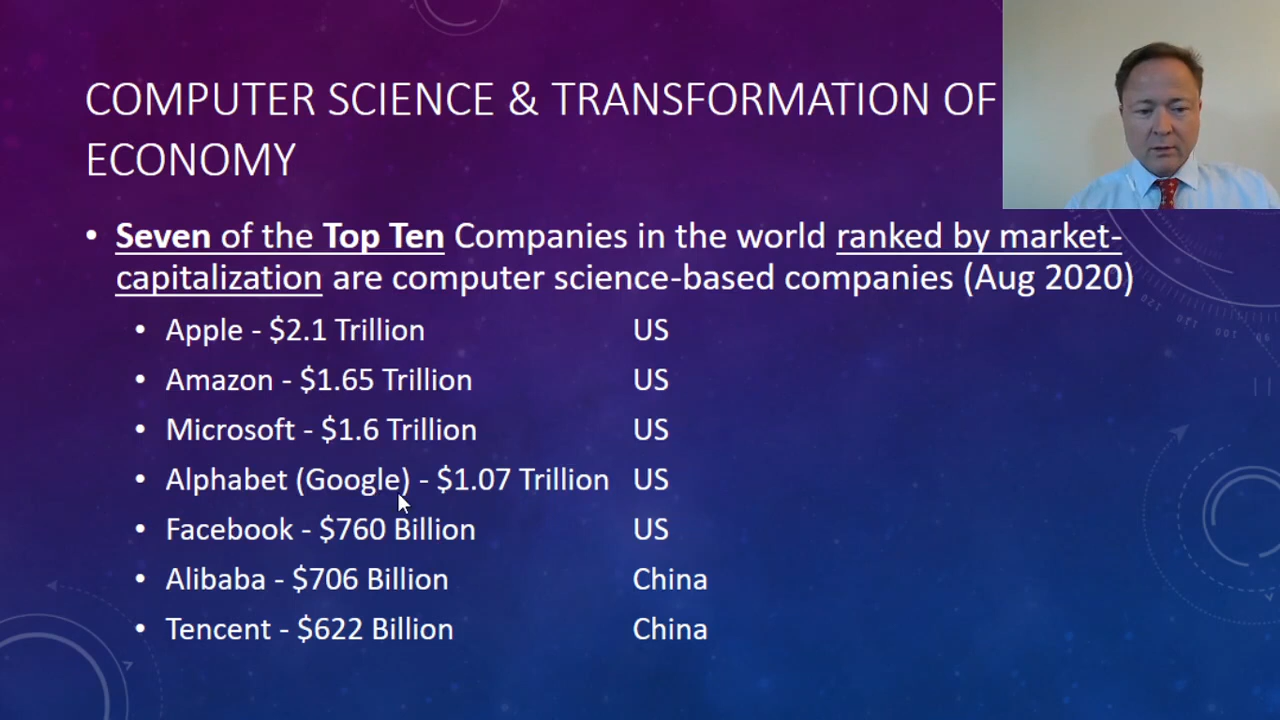 COMPUTER SCIENCE & TRANSFORMATION OF
ECONOMY
• Seven of the Top Ten Companies in the world ranked by market-
capitalization are computer science-based companies (Aug 2020)
• Apple - $2.1 Trillion US
• Amazon - $1.65 Trillion US
• Microsoft - $1.6 Trillion US
• Alphabet (Google) - $1.07 Trillion US
• Facebook - $760 Billion US
• Alibaba - $706 Billion China
• Tencent - $622 Billion China